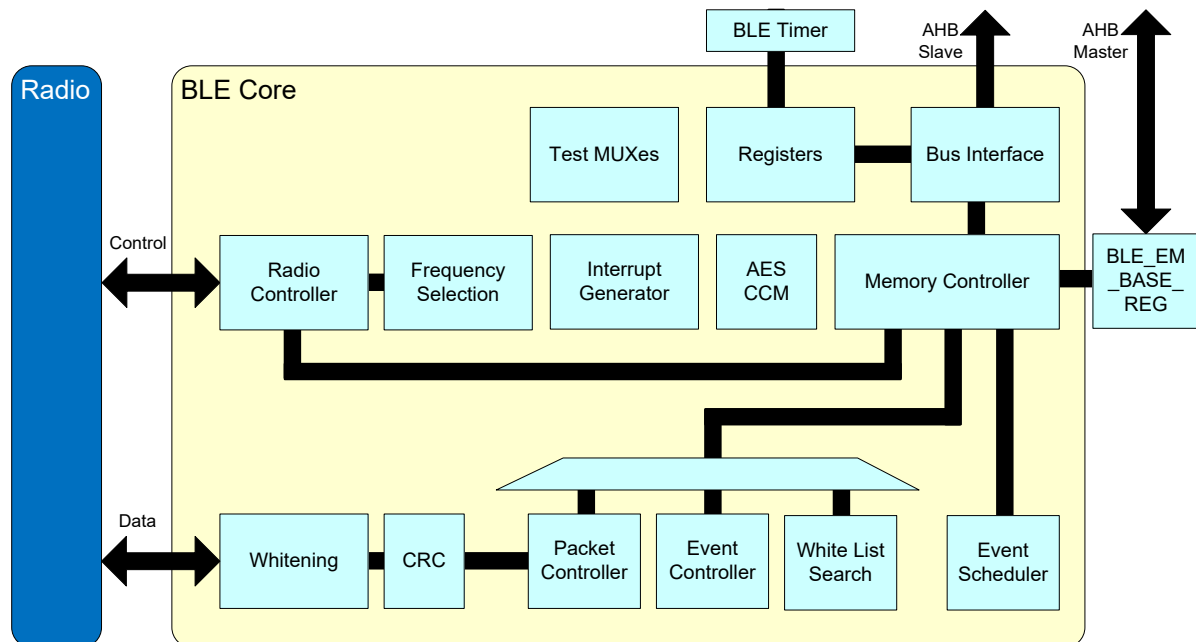 BLE Timer
AHB
Slave
AHB
Master
Radio
BLE Core
Test MUXes
Registers
Bus Interface
Control
Radio
Controller
Frequency
Selection
Interrupt
Generator
AES
CCM
Memory Controller
BLE_EM
_BASE_
REG
Data
Whitening
CRC
Packet
Controller
Event
Controller
White List
Search
Event
Scheduler